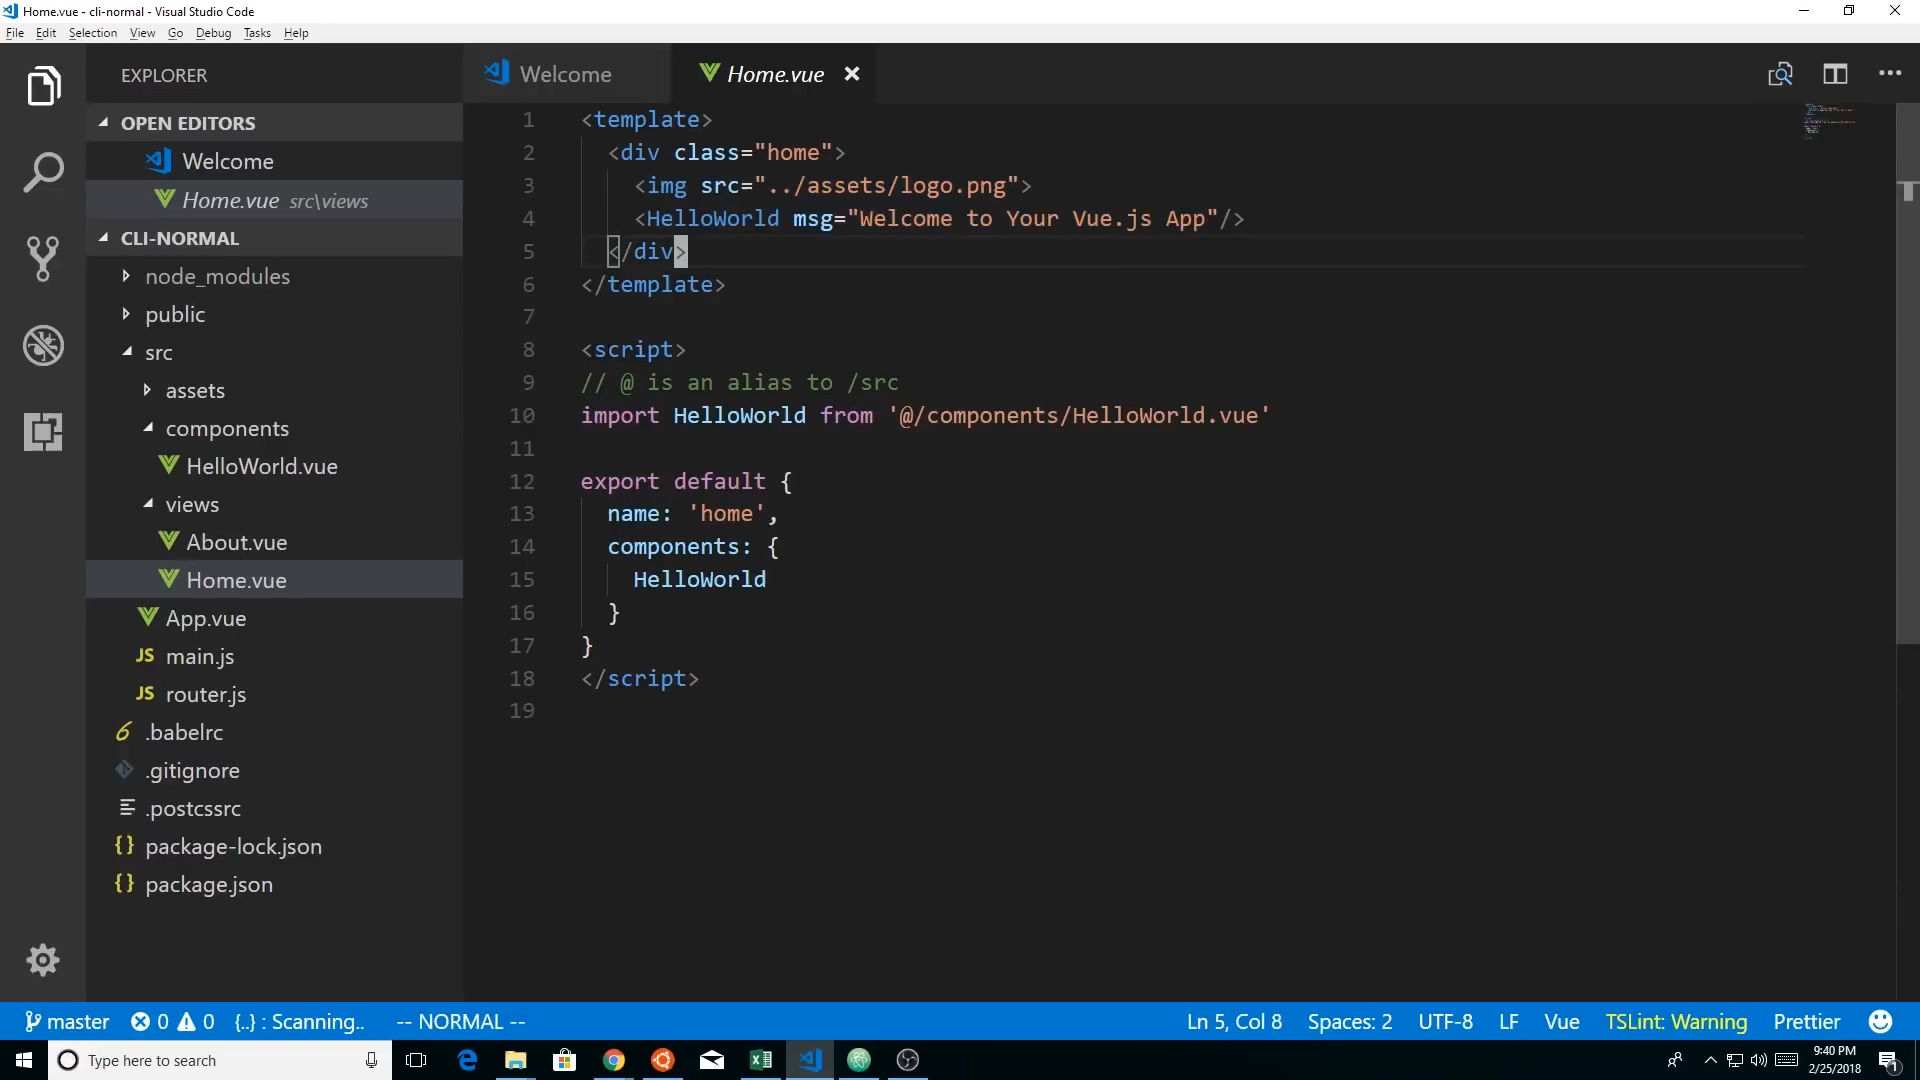 Home.vue - cli-normal - Visual Studio Code
File Edit Selection View Go Debug Tasks Help
EXPLORER
OPEN EDITORS
Welcome
Home.vue src\views
CLI-NORMAL
node_modules
public
src
assets
components
HelloWorld.vue
views
About.vue
Home.vue
App.vue
JS main.js
JS router.js
.babelrc
.gitignore
.postcssrc
{} package-lock.json
{} package.json
Welcome Home.vue
1 <template>
2 <div class="home">
3 <img src="../assets/logo.png">
4 <HelloWorld msg="Welcome to Your Vue.js App"/>
5 </div>
6 </template>
7
8 <script>
9 // @ is an alias to /src
10 import HelloWorld from '@/components/HelloWorld.vue'
11
12 export default {
13 name: 'home',
14 components: {
15 HelloWorld
16 }
17 }
18 </script>
19
master 0 0 {..} : Scanning.. -- NORMAL -- Ln 5, Col 8 Spaces: 2 UTF-8 LF Vue TSLint: Warning Prettier
Type here to search
9:40 PM
2/25/2018
1